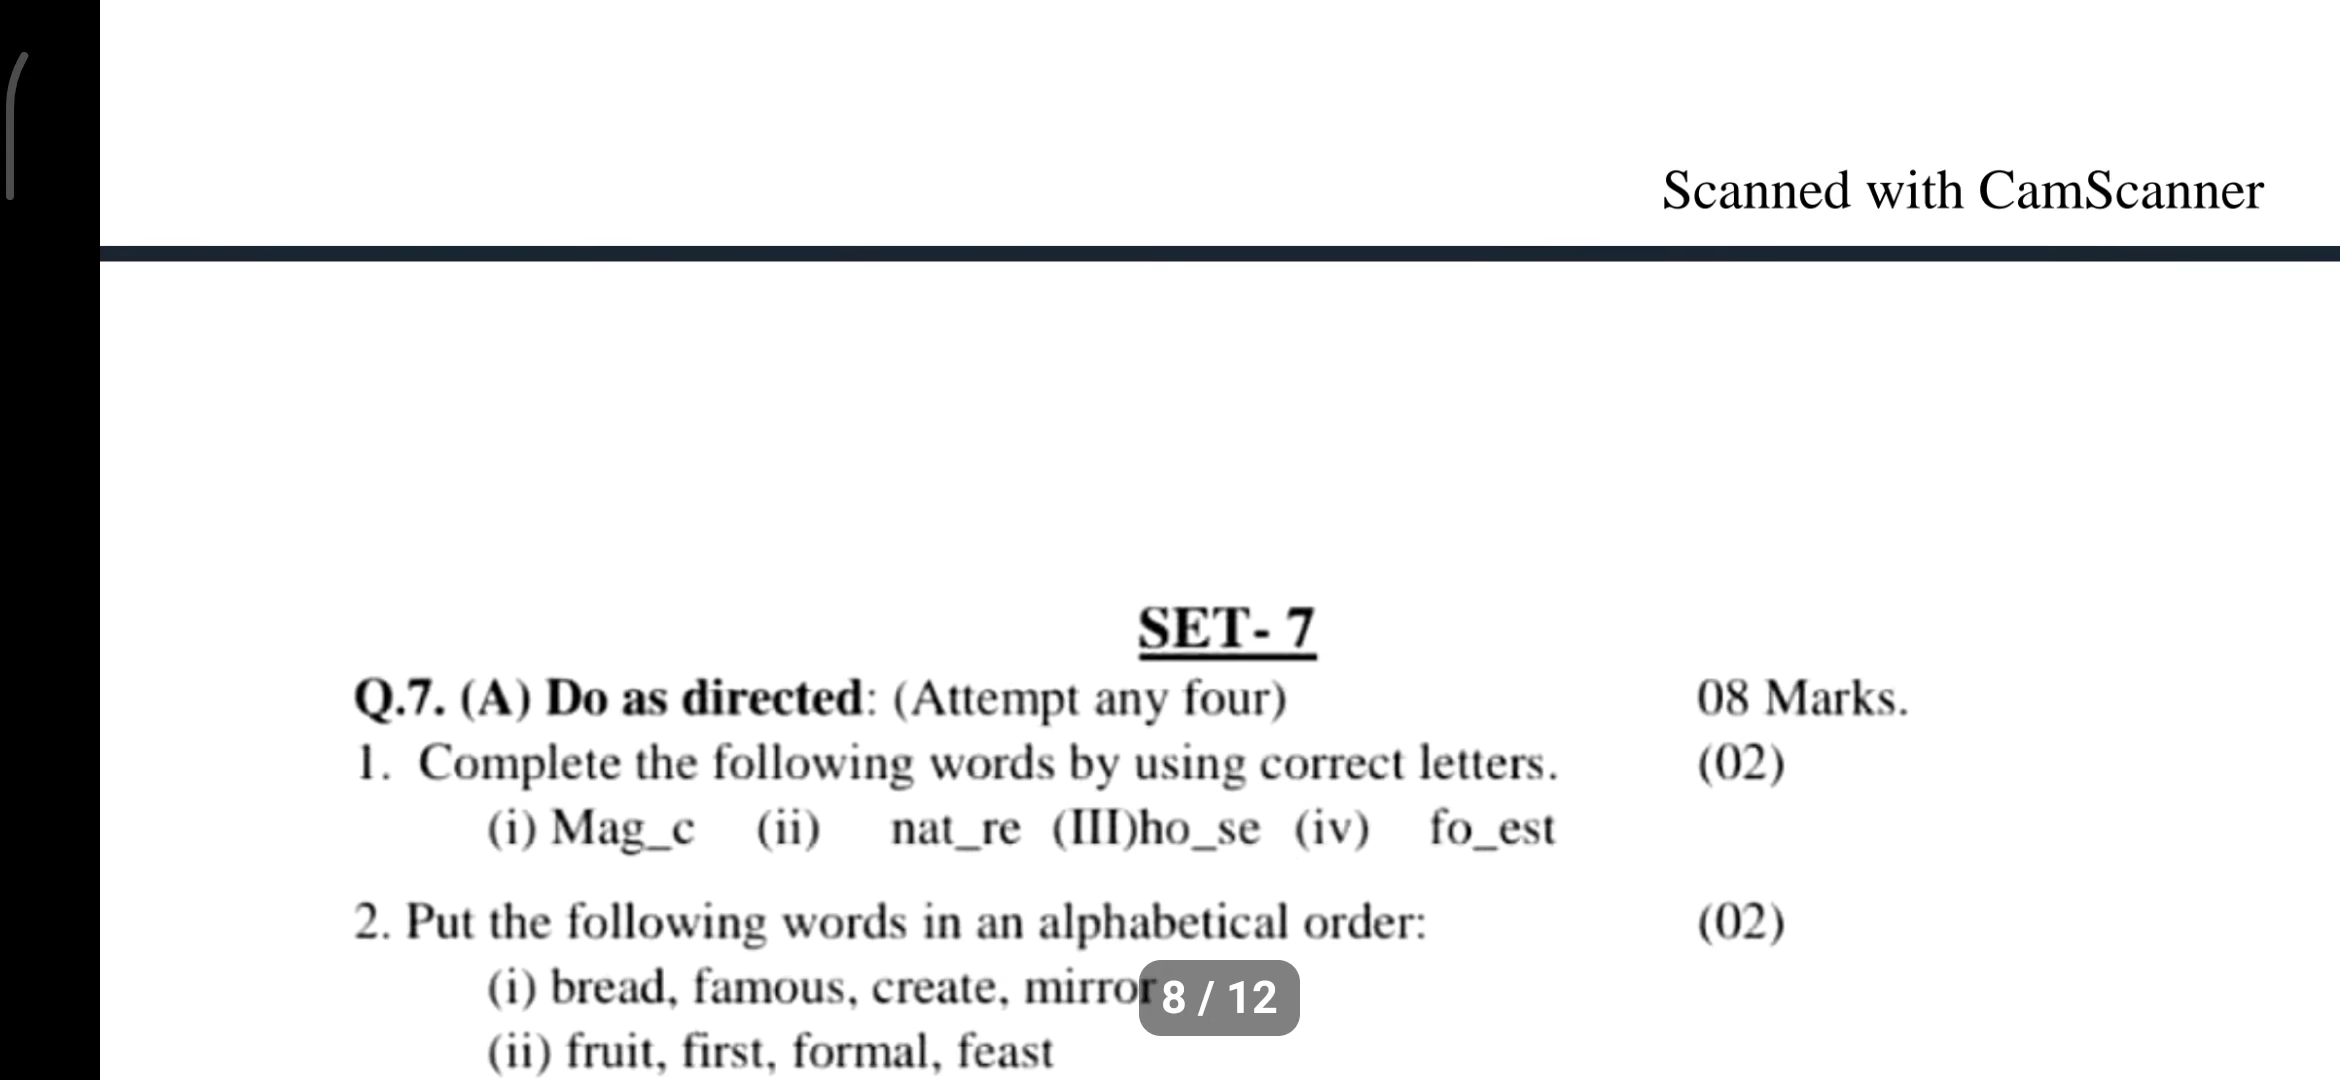 Scanned with CamScanner
SET- 7
Q.7. (A) Do as directed: (Attempt any four) 08 Marks.
1. Complete the following words by using correct letters. (02)
(i) Mag_c (ii) nat_re (III)ho_se (iv) fo_est
2. Put the following words in an alphabetical order: (02)
(i) bread, famous, create, mirror
8 / 12
(ii) fruit, first, formal, feast